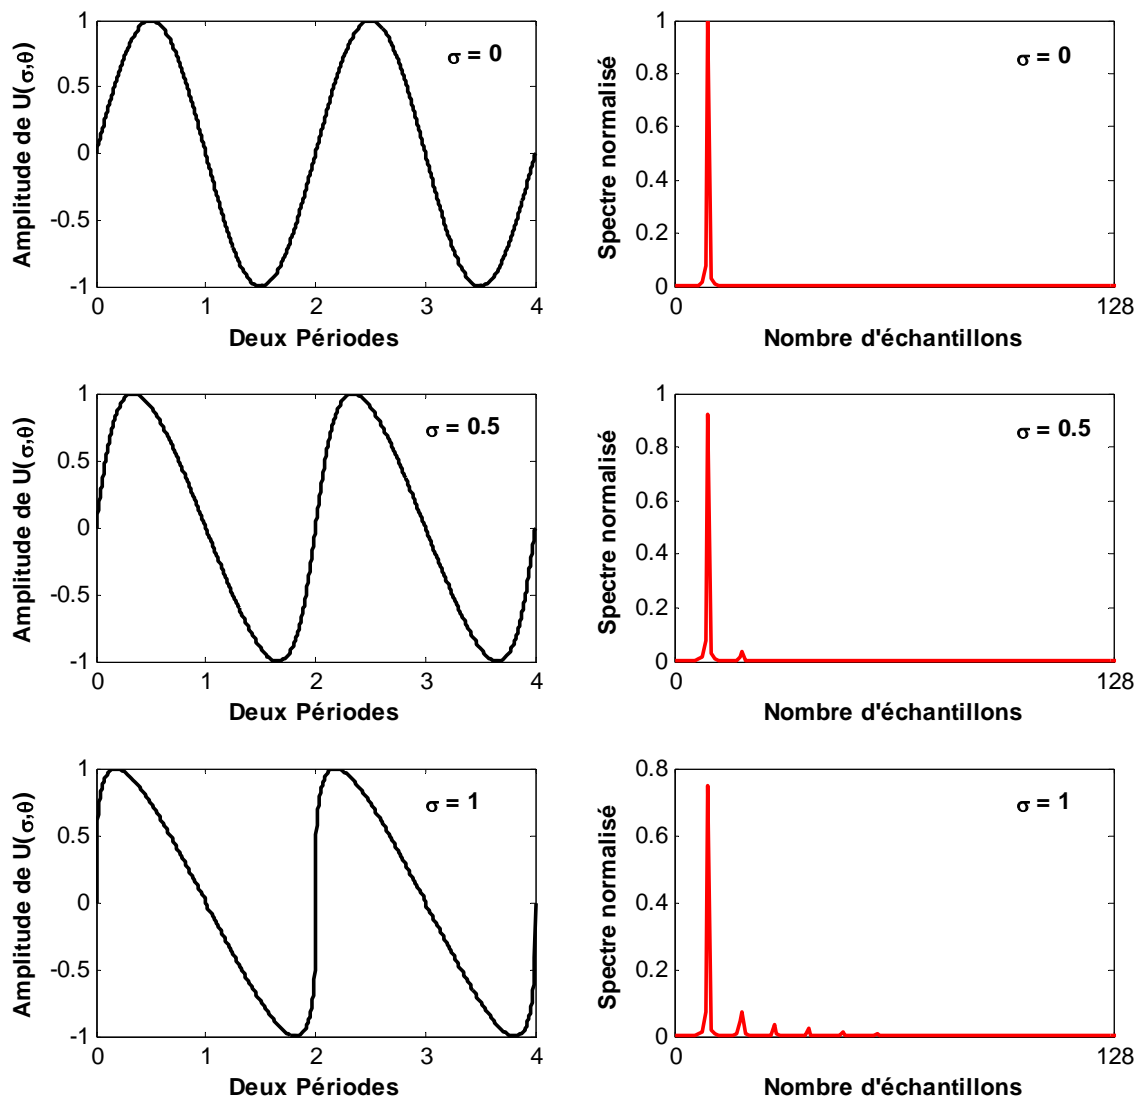 Amplitude de U(σ,θ)
1
0.5
0
-0.5
-1
σ = 0
0 1 2 3 4
Deux Périodes
Spectre normalisé
1
0.8
0.6
0.4
0.2
0
σ = 0
0 128
Nombre d'échantillons
Amplitude de U(σ,θ)
1
0.5
0
-0.5
-1
σ = 0.5
0 1 2 3 4
Deux Périodes
Spectre normalisé
1
0.8
0.6
0.4
0.2
0
σ = 0.5
0 128
Nombre d'échantillons
Amplitude de U(σ,θ)
1
0.5
0
-0.5
-1
σ = 1
0 1 2 3 4
Deux Périodes
Spectre normalisé
0.8
0.6
0.4
0.2
0
σ = 1
0 128
Nombre d'échantillons